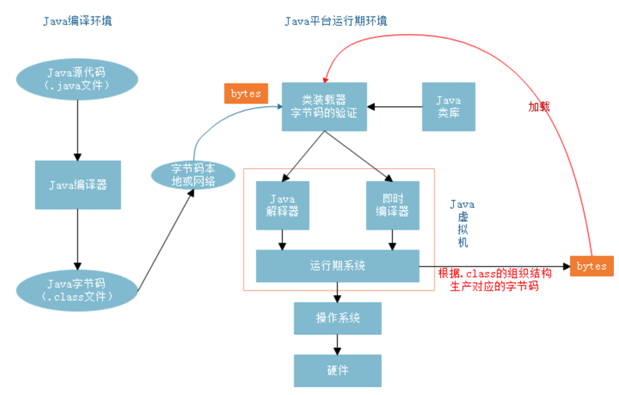 Java编译环境
Java平台运行期环境
Java源代码
（.java文件）
bytes
类装载器
字节码的验证
Java
类库
加载
Java编译器
字节码本
地或网络
Java
解释器
即时
编译器
Java
虚
拟
机
Java字节码
（.class文件）
运行期系统
根据.class的组织结构
生产对应的字节码
bytes
操作系统
硬件